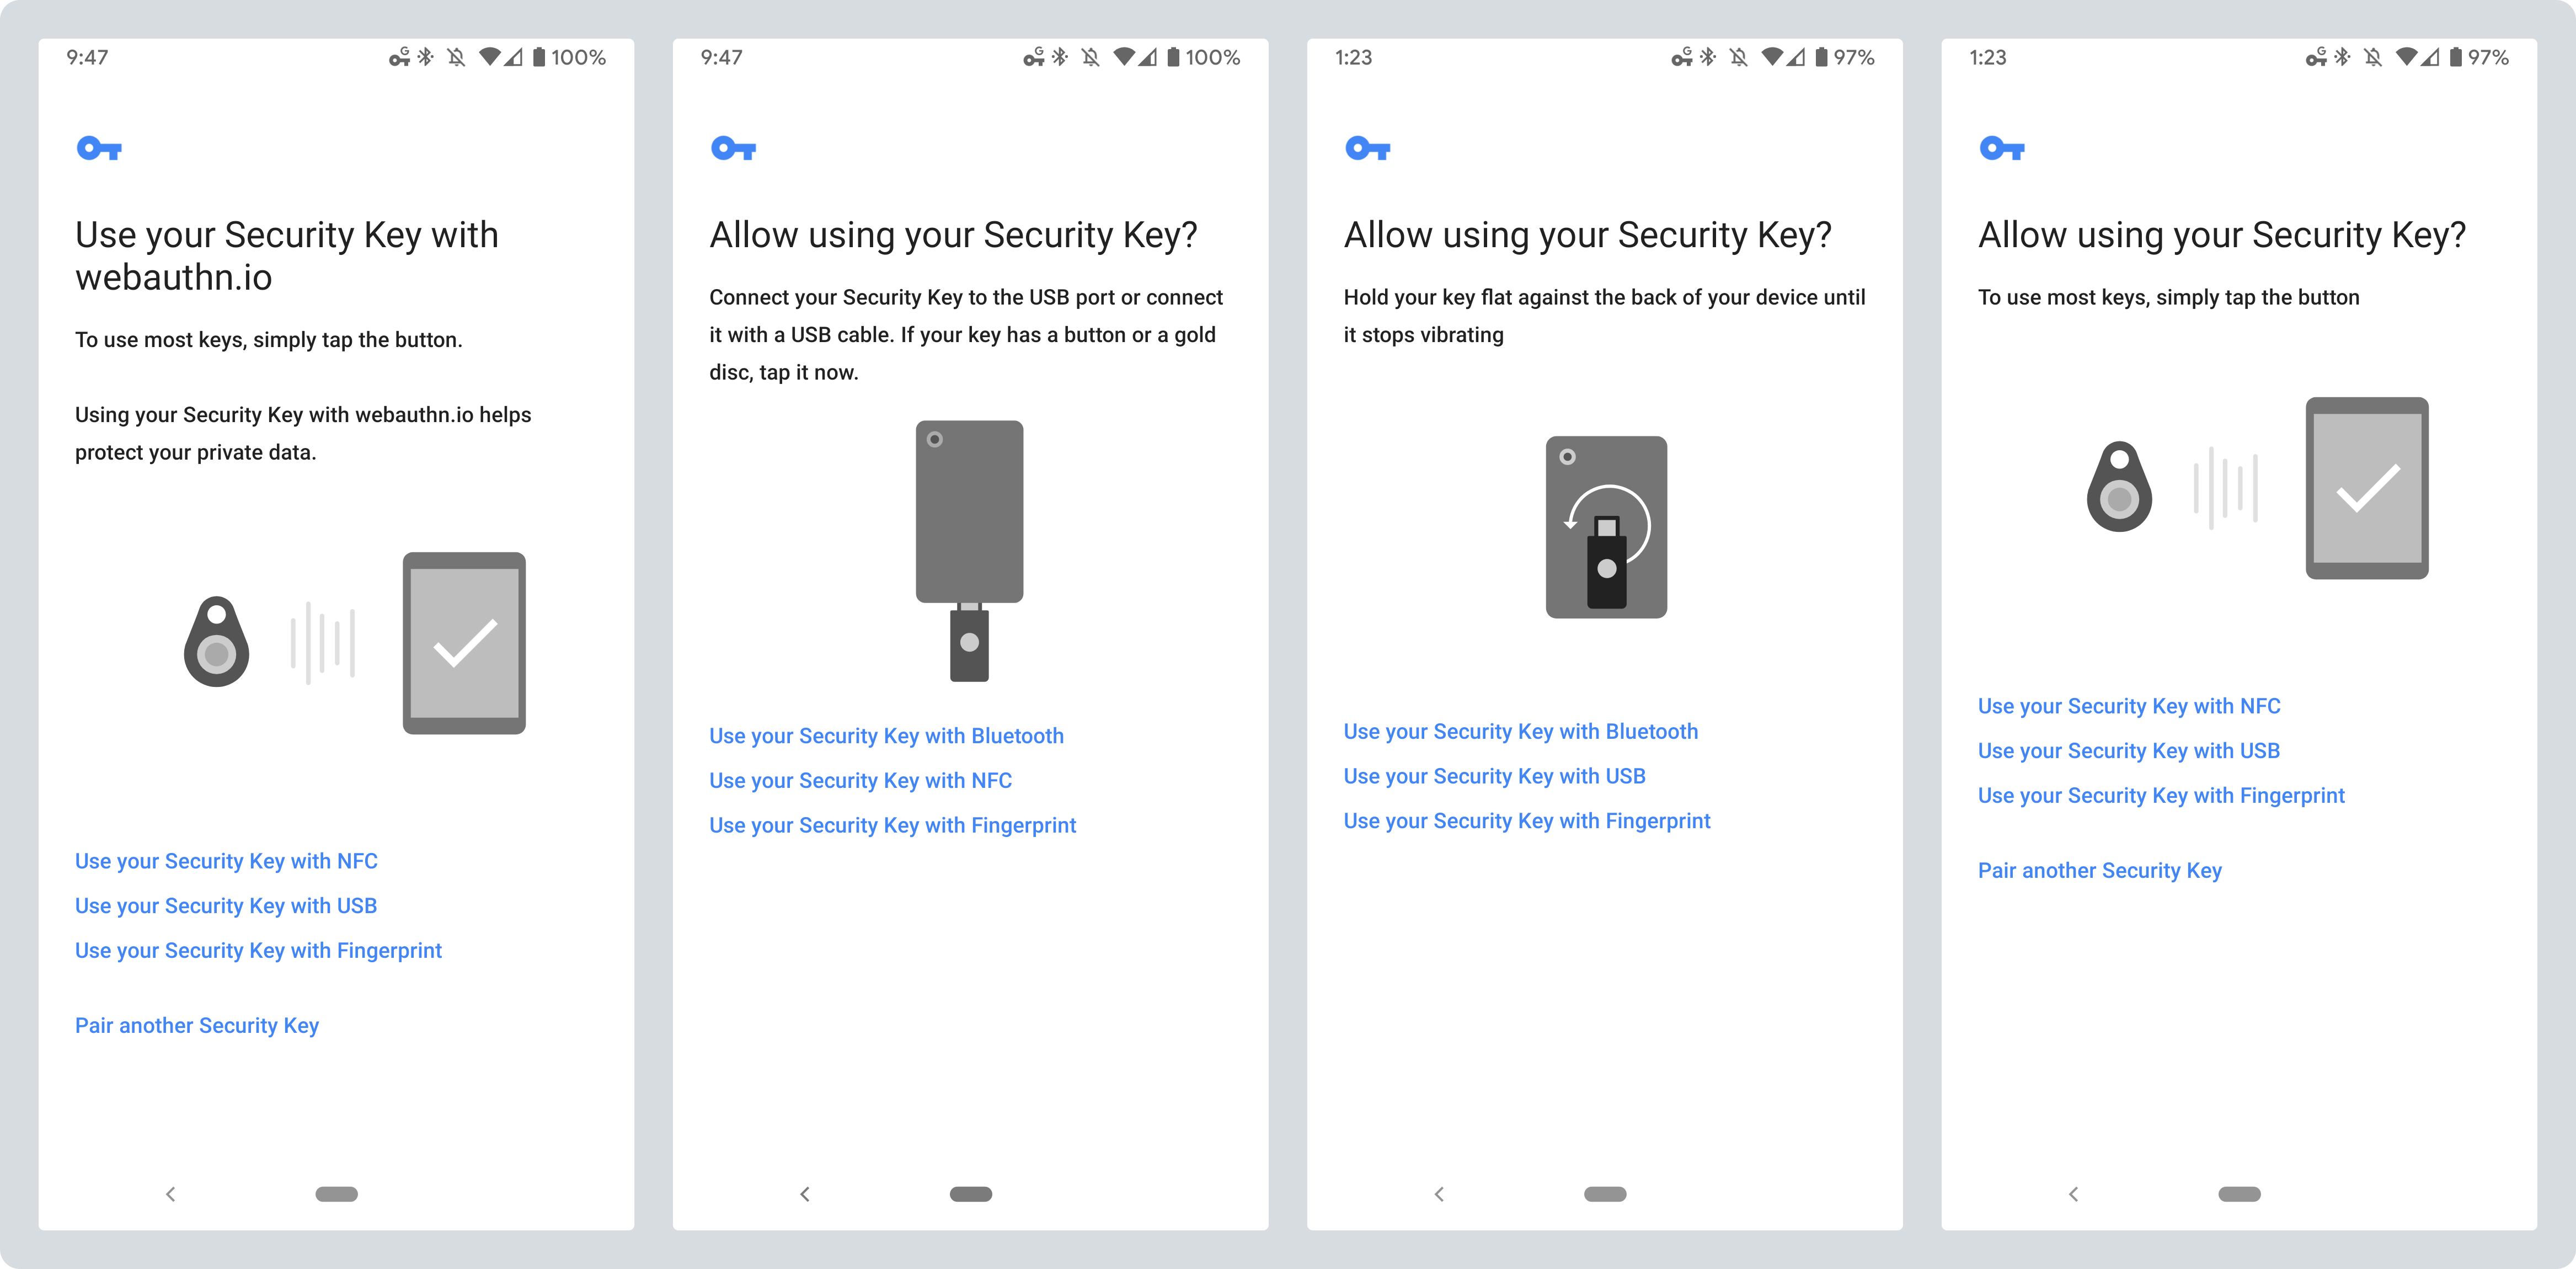 9:47
G
100%
Use your Security Key with
webauthn.io
To use most keys, simply tap the button.
Using your Security Key with webauthn.io helps
protect your private data.
Use your Security Key with NFC
Use your Security Key with USB
Use your Security Key with Fingerprint
Pair another Security Key
9:47
G
100%
Allow using your Security Key?
Connect your Security Key to the USB port or connect
it with a USB cable. If your key has a button or a gold
disc, tap it now.
Use your Security Key with Bluetooth
Use your Security Key with NFC
Use your Security Key with Fingerprint
1:23
G
97%
Allow using your Security Key?
Hold your key flat against the back of your device until
it stops vibrating
Use your Security Key with Bluetooth
Use your Security Key with USB
Use your Security Key with Fingerprint
1:23
G
97%
Allow using your Security Key?
To use most keys, simply tap the button
Use your Security Key with NFC
Use your Security Key with USB
Use your Security Key with Fingerprint
Pair another Security Key